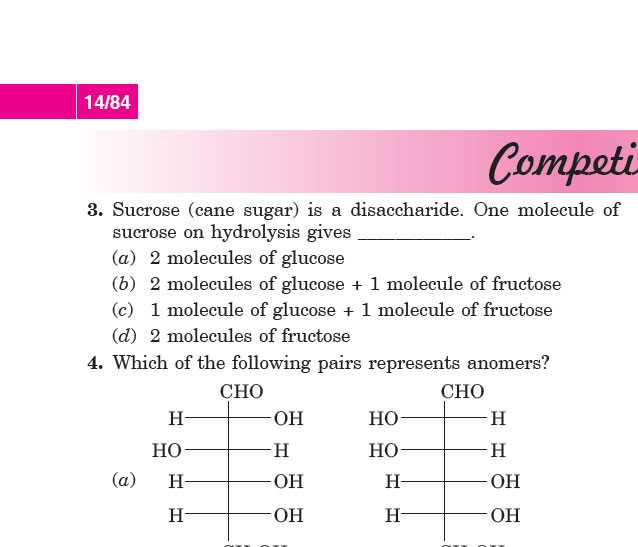 14/84
Competi
3. Sucrose (cane sugar) is a disaccharide. One molecule of
sucrose on hydrolysis gives ____________.
(a) 2 molecules of glucose
(b) 2 molecules of glucose + 1 molecule of fructose
(c) 1 molecule of glucose + 1 molecule of fructose
(d) 2 molecules of fructose
4. Which of the following pairs represents anomers?
CHO CHO
H OH HO H
HO H HO H
(a) H OH H OH
H OH H OH